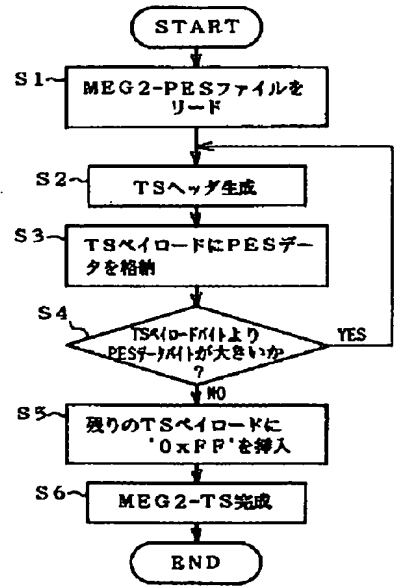 START
S1
MEG2-PESファイルを
リード
S2
TSヘッダ生成
S3
TSペイロードにPESデー
タを格納
S4
TSペイロードバイトより
PESデータバイトが大きいか
?
YES
NO
S5
残りのTSペイロードに
'0xFF'を挿入
S6
MEG2-TS完成
END